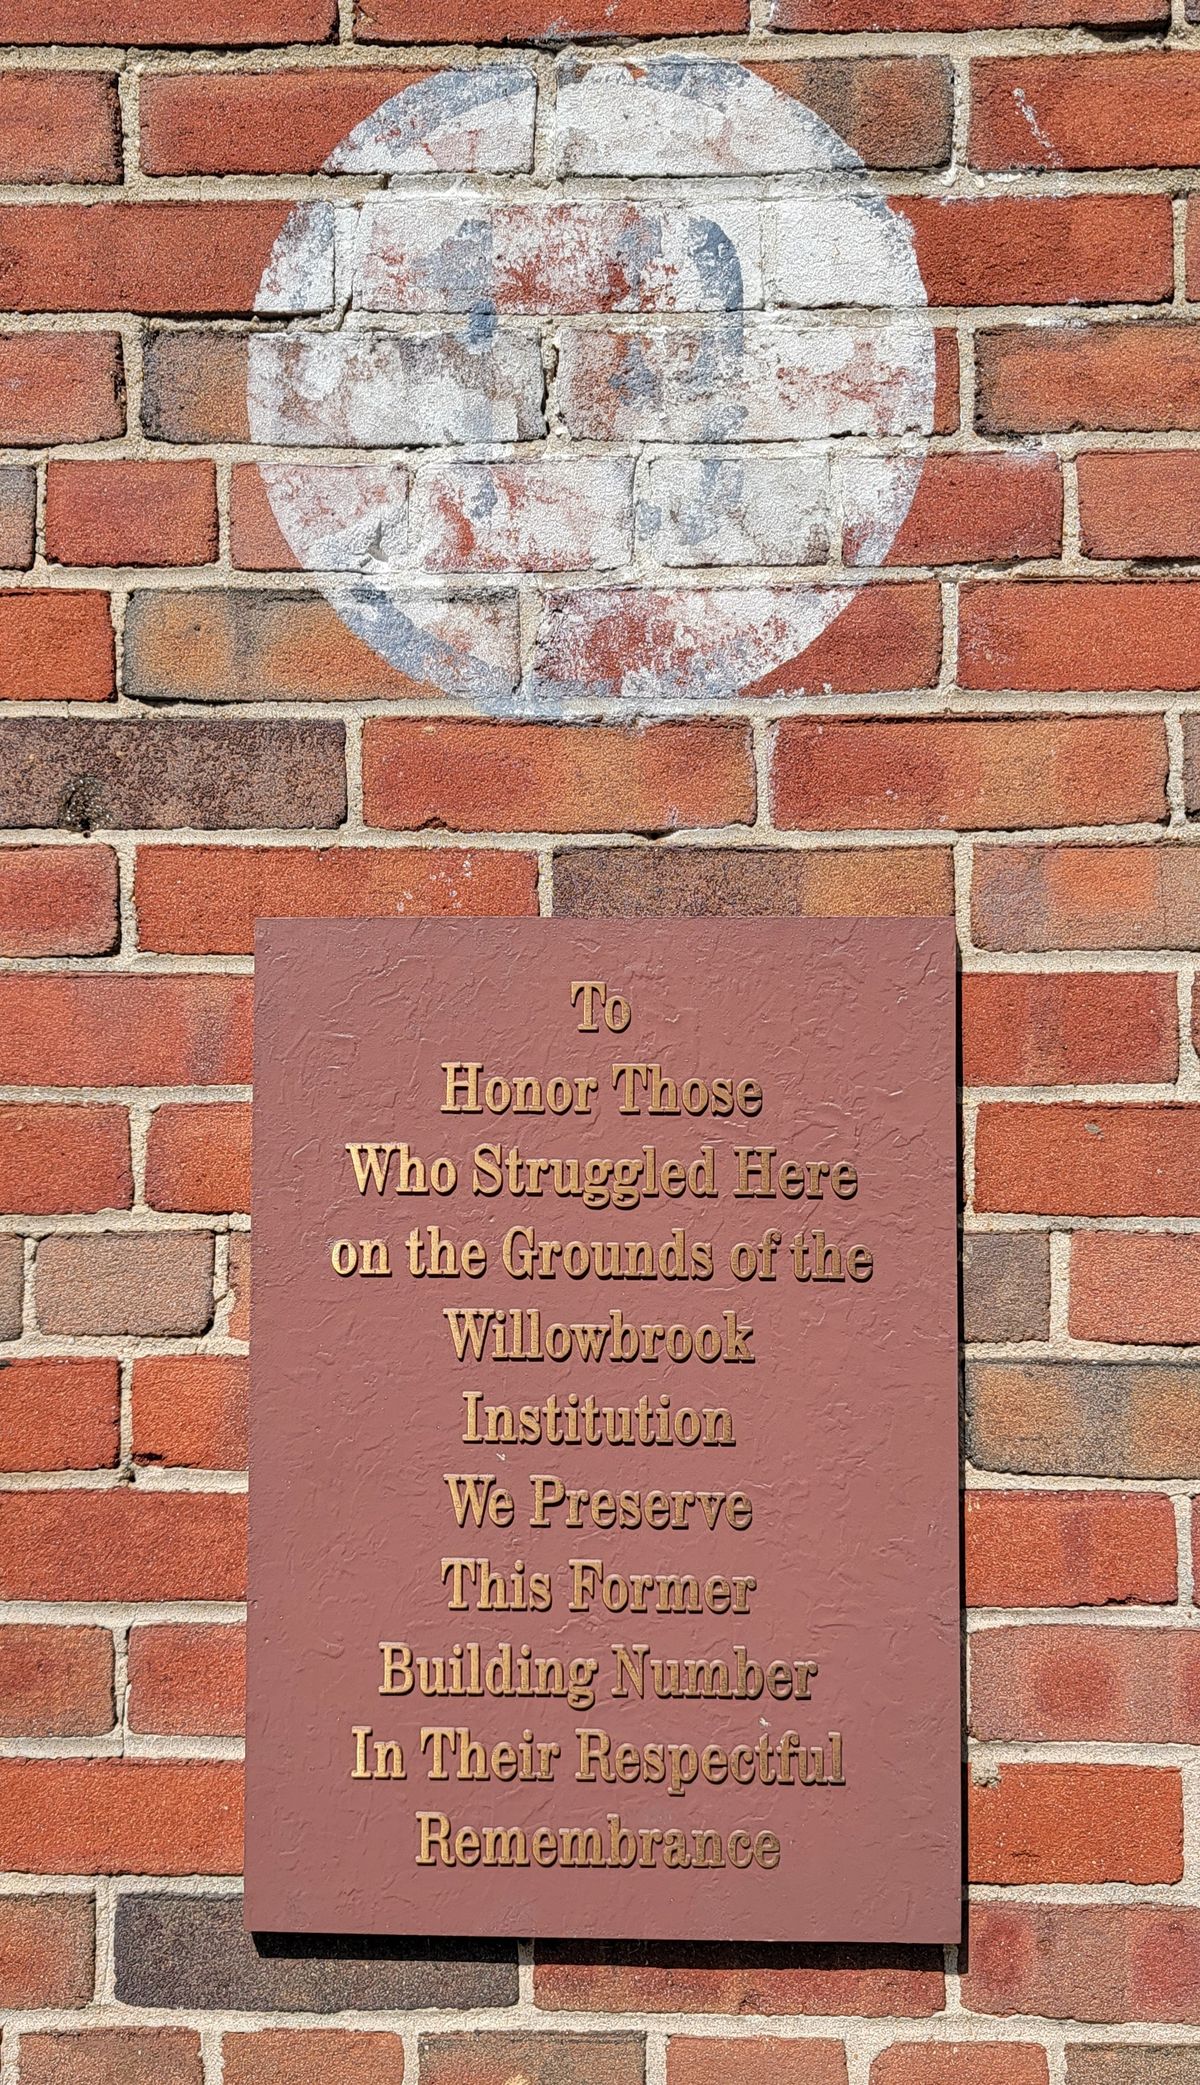 To
Honor Those
Who Struggled Here
on the Grounds of the
Willowbrook
Institution
We Preserve
This Former
Building Number
In Their Respectful
Remembrance